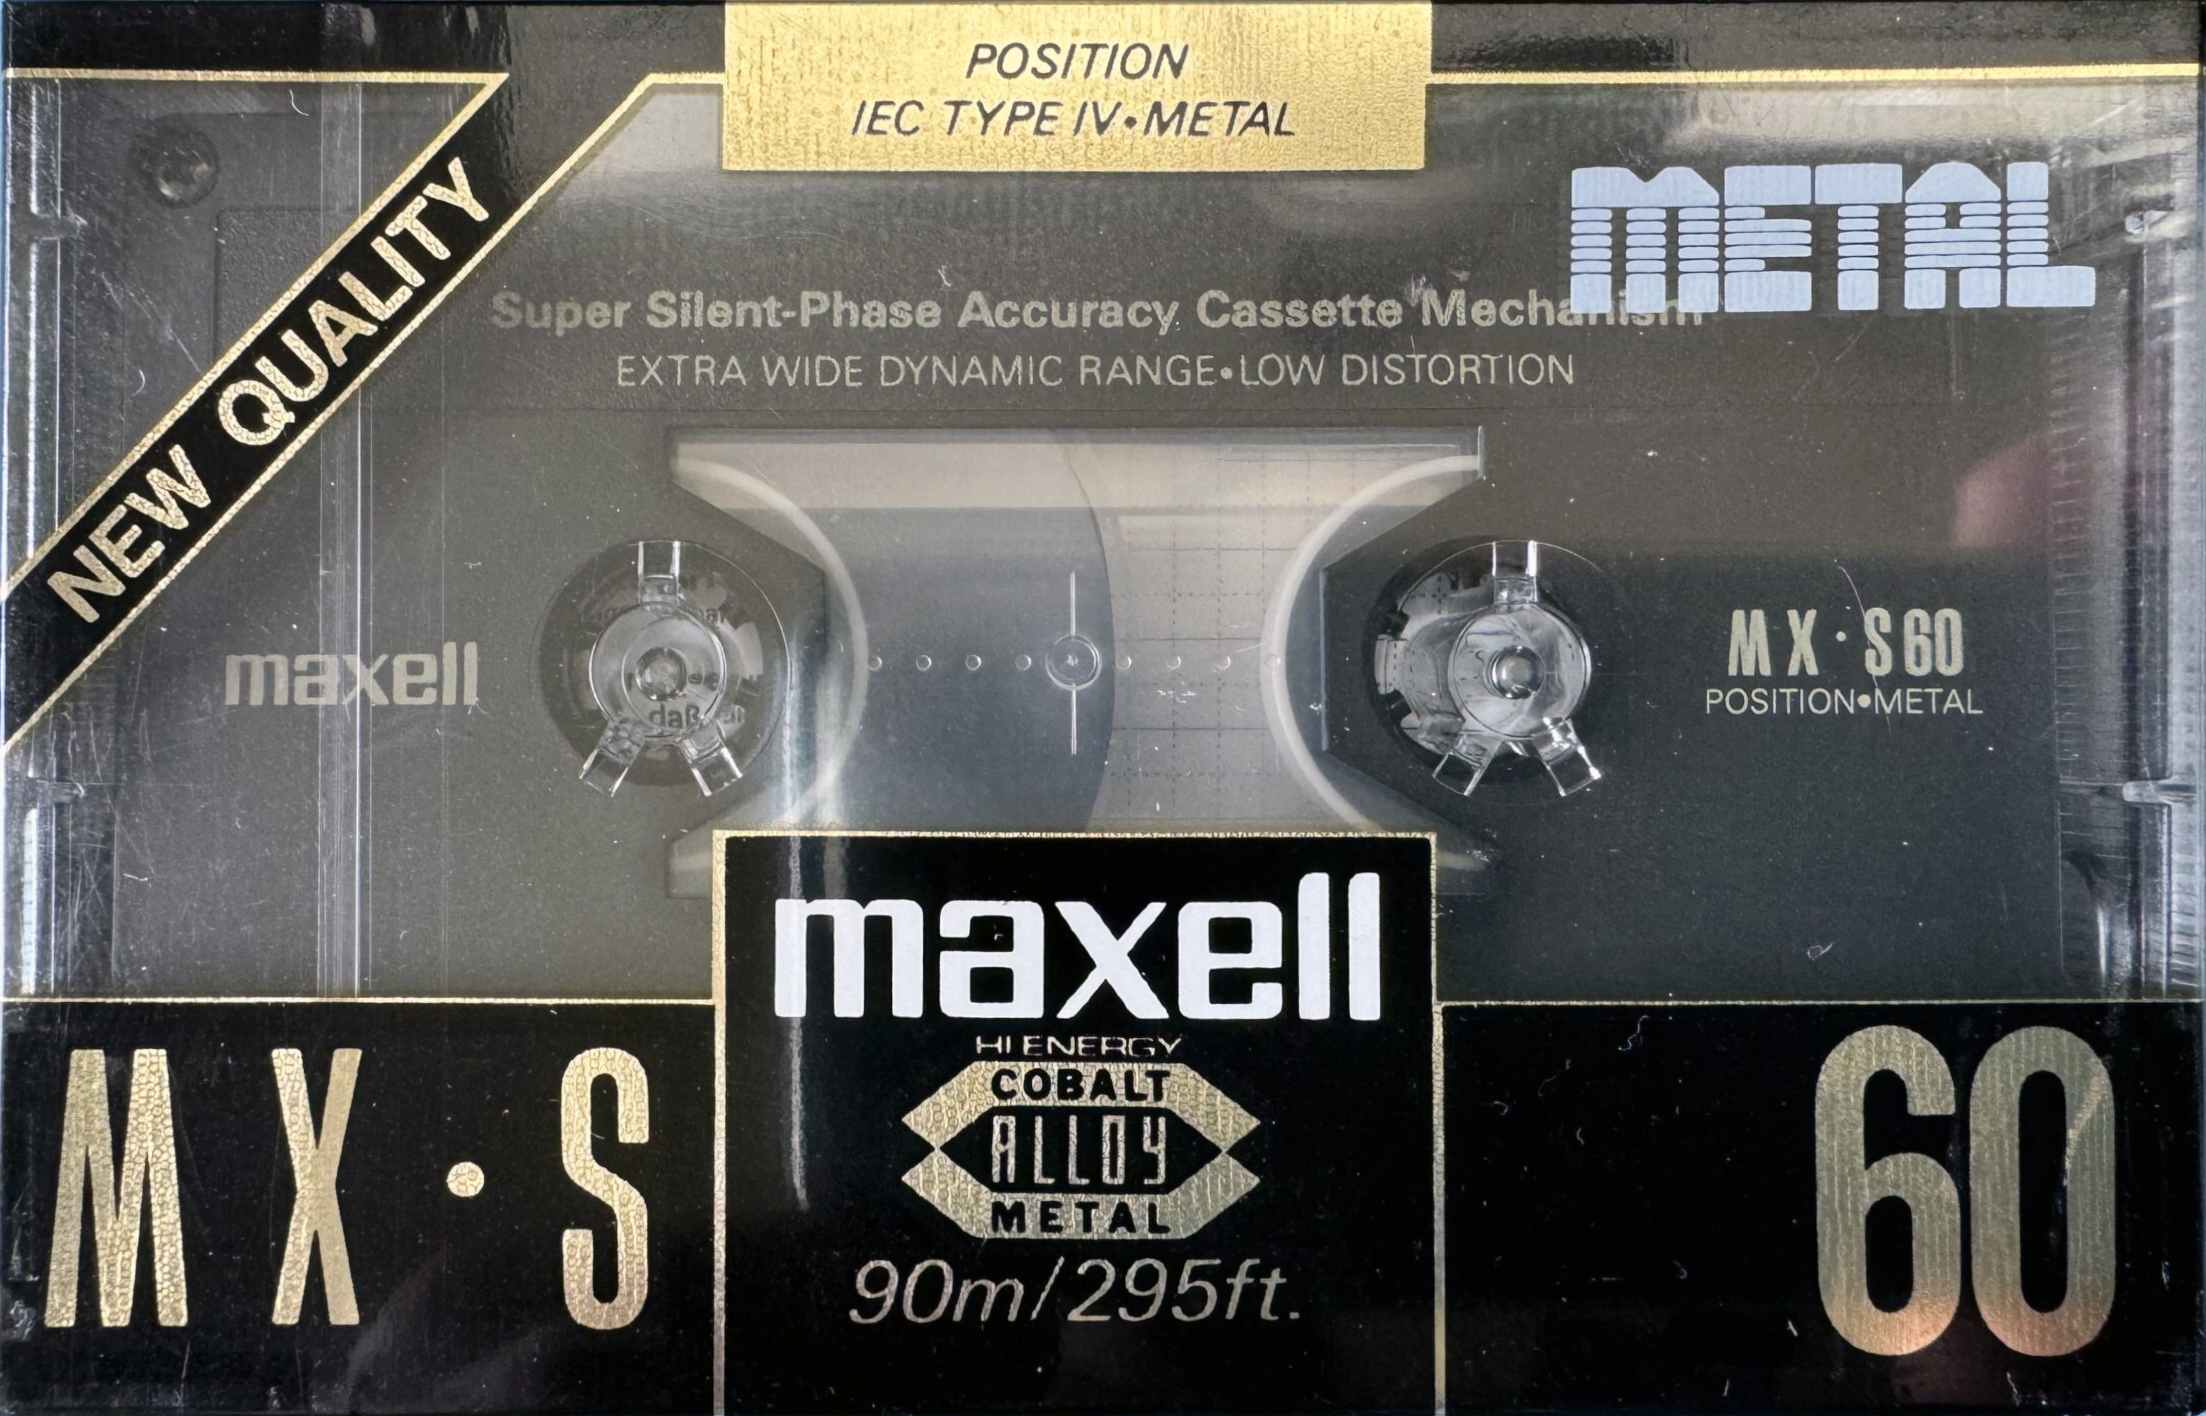 POSITION
IEC TYPE IV•METAL
METAL
NEW QUALITY
Super Silent-Phase Accuracy Cassette Mechanism
EXTRA WIDE DYNAMIC RANGE•LOW DISTORTION
maxell
MX·S60
POSITION•METAL
daß
maxell
HI ENERGY
COBALT
ALLOY
METAL
90m/295ft.
MX·S
60